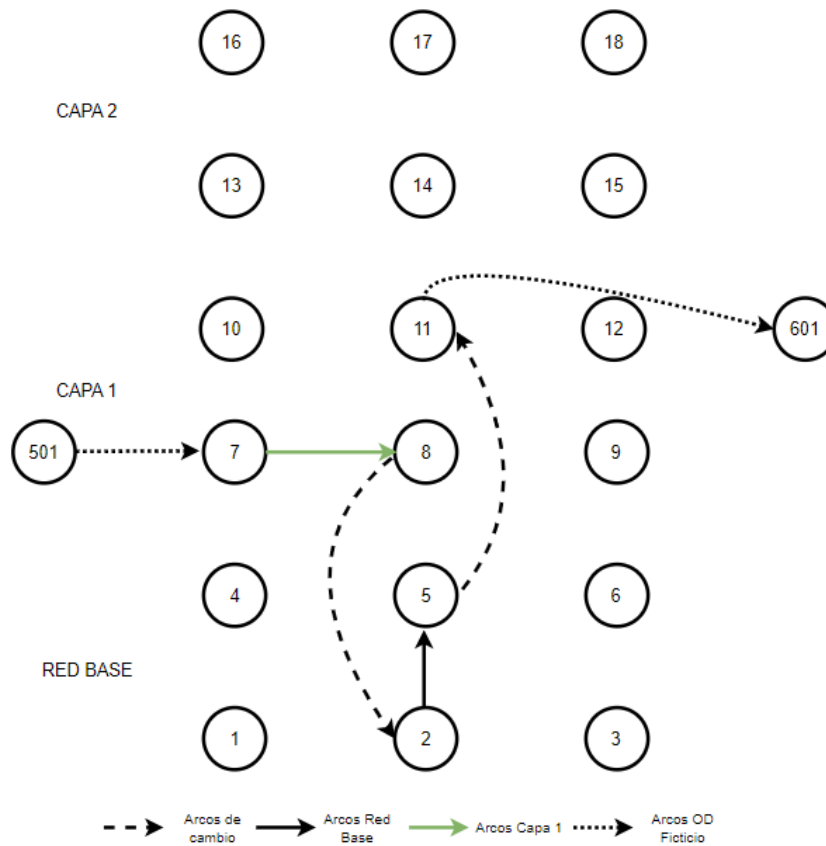 16 17 18
CAPA 2
13 14 15
10 11 12 601
CAPA 1
501 7 8 9
4 5 6
RED BASE
1 2 3
Arcos de
cambio
Arcos Red
Base
Arcos Capa 1
Arcos OD
Ficticio